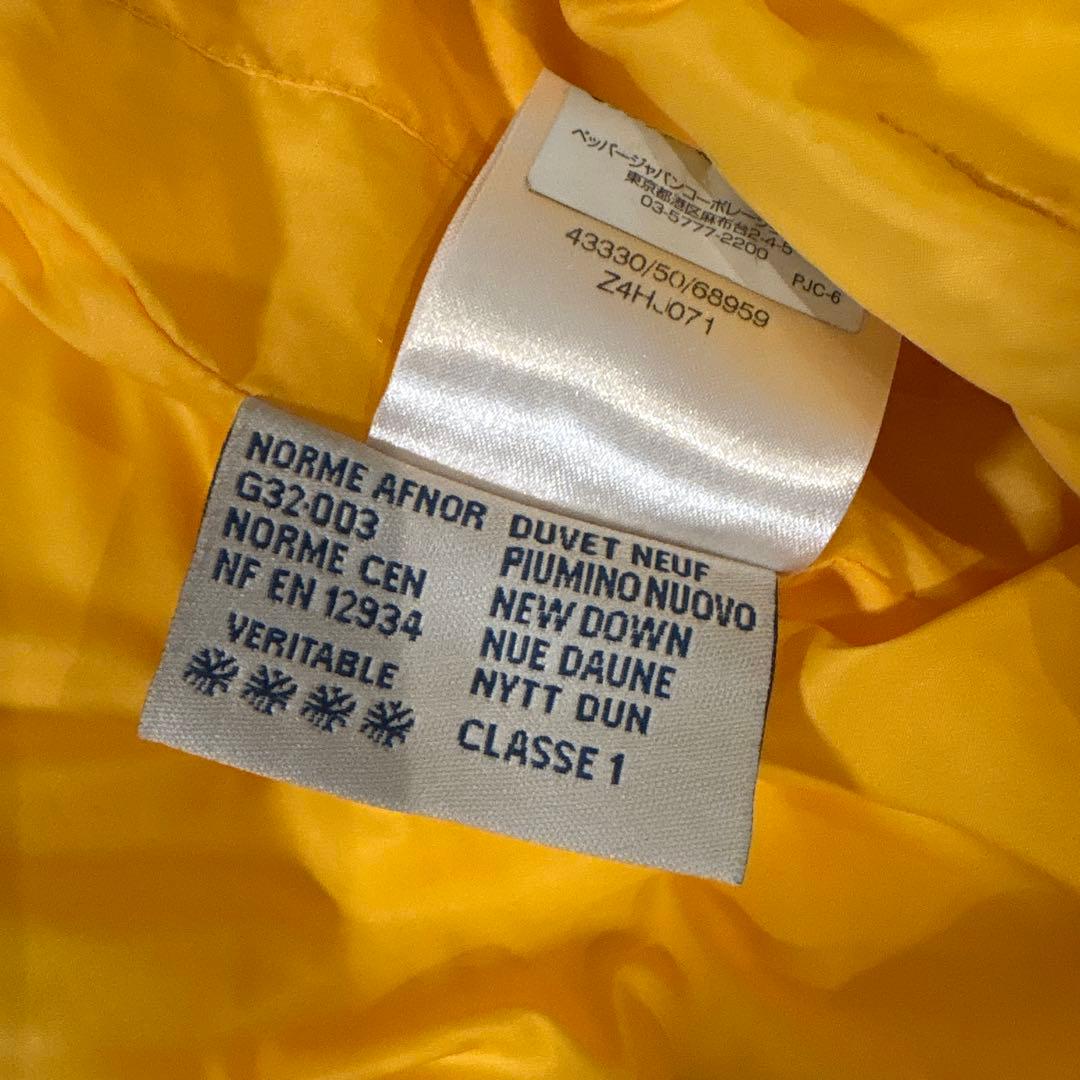 ペッパージャパンコーポレーション
東京都港区麻布台2-4-5
03-5777-2200
PJC-6
43330/50/68959
Z4HJ071
NORME AFNOR
G32-003
NORME CEN
NF EN 12934
VERITABLE
DUVET NEUF
PIUMINO NUOVO
NEW DOWN
NUE DAUNE
NYTT DUN
CLASSE 1